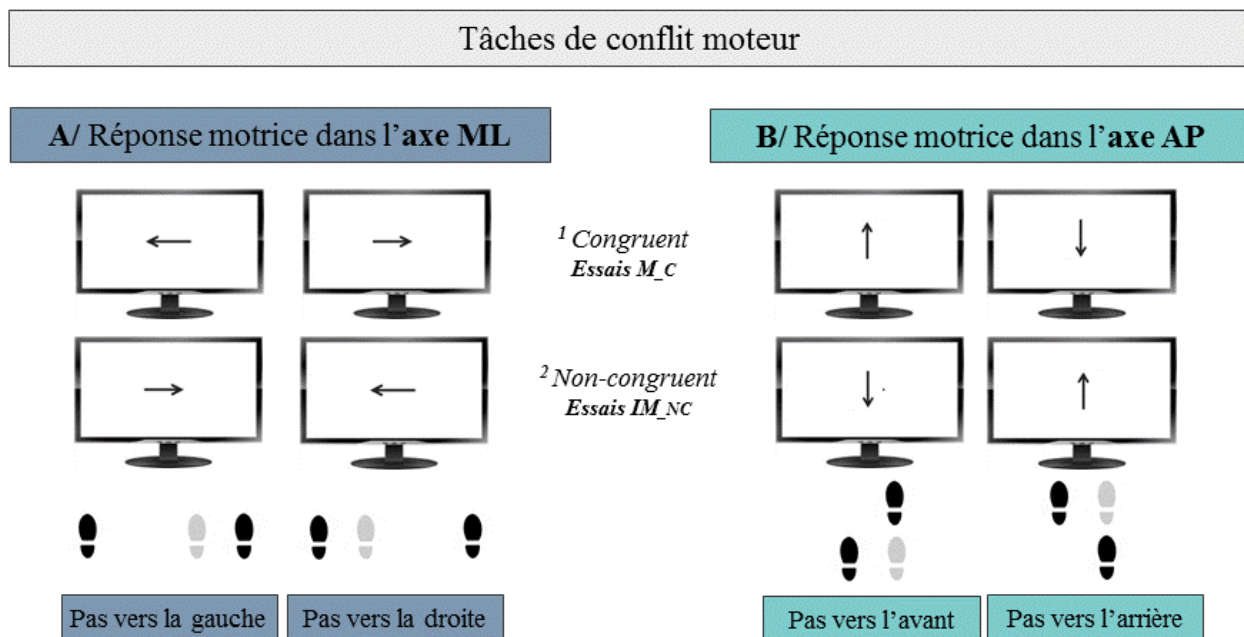 Tâches de conflit moteur
A/ Réponse motrice dans l'axe ML
B/ Réponse motrice dans l'axe AP
1 Congruent
Essais M_C
2 Non-congruent
Essais IM_NC
Pas vers la gauche
Pas vers la droite
Pas vers l'avant
Pas vers l'arrière